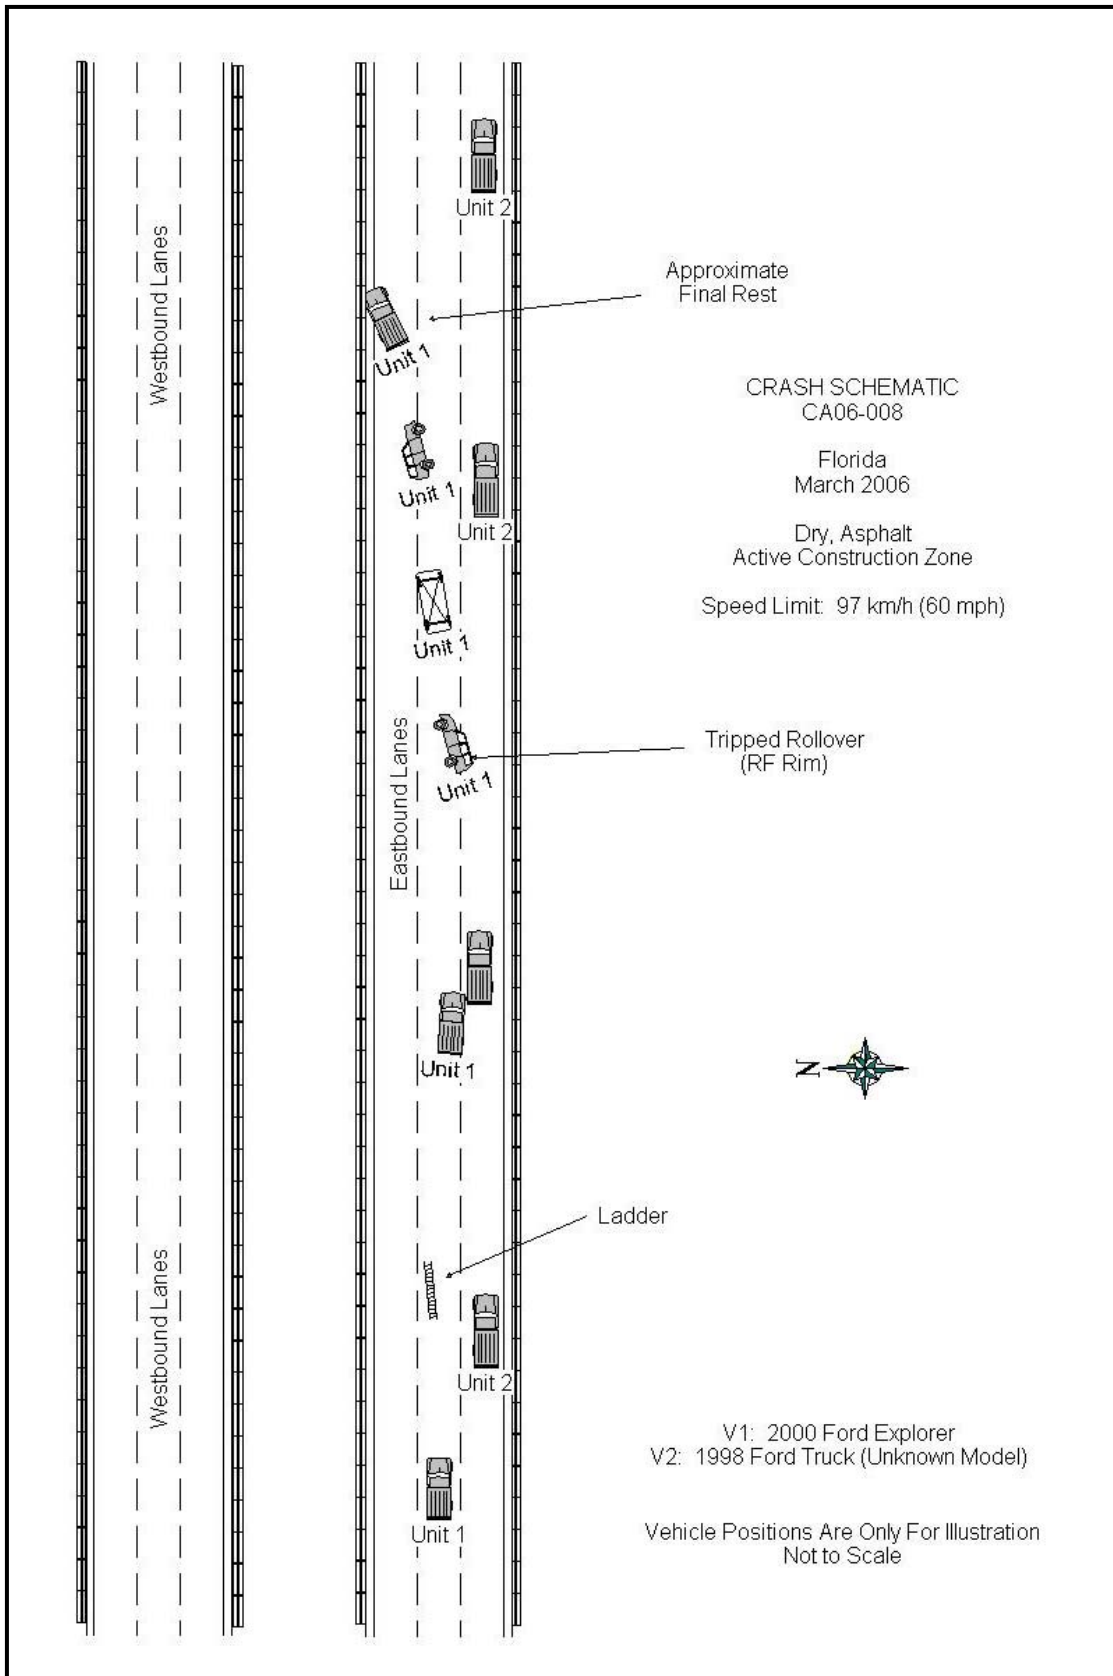 Unit 2
Westbound Lanes
Approximate
Final Rest
Unit 1
CRASH SCHEMATIC
CA06-008
Florida
March 2006
Dry, Asphalt
Active Construction Zone
Speed Limit:  97 km/h (60 mph)
Unit 1
Unit 2
Unit 1
Eastbound Lanes
Tripped Rollover
(RF Rim)
Unit 1
Unit 1
N
Ladder
Westbound Lanes
Unit 2
V1:  2000 Ford Explorer
V2:  1998 Ford Truck (Unknown Model)
Unit 1
Vehicle Positions Are Only For Illustration
Not to Scale